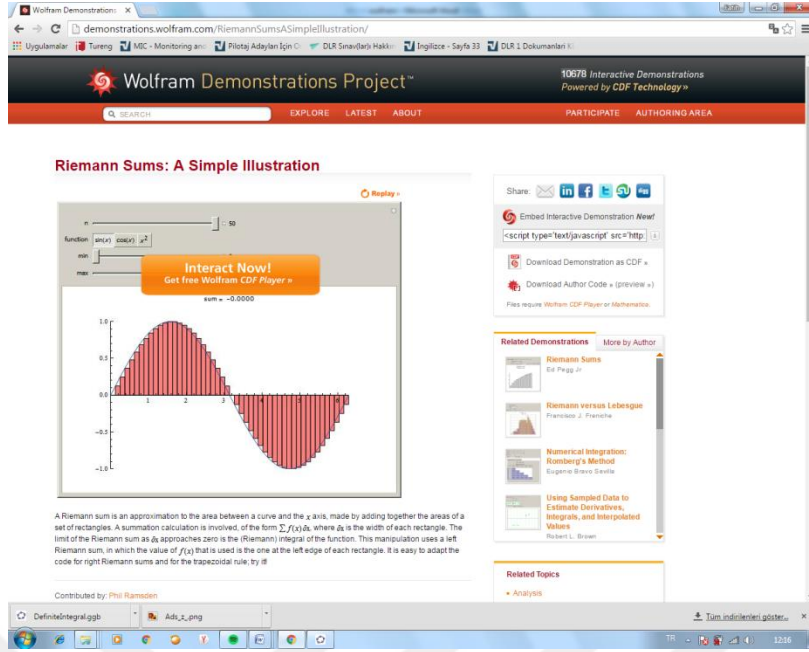 Wolfram Demonstrations
demonstrations.wolfram.com/RiemannSumsASimpleIllustration/
Uygulamalar Tureng MIC - Monitoring and Pilotaj Adayları İçin DLR Sınav(lar)ı Hakkı İngilizce - Sayfa 33 DLR 1 Dokumanlari
Wolfram Demonstrations Project™
10678 Interactive Demonstrations
Powered by CDF Technology »
SEARCH EXPLORE LATEST ABOUT PARTICIPATE AUTHORING AREA
Riemann Sums: A Simple Illustration
Replay »
n 50
function sin(x) cos(x) x²
min
max
Interact Now!
Get free Wolfram CDF Player »
sum = -0.0000
1.0
0.5
0.0
1 2 3 4 5 6
-0.5
-1.0
A Riemann sum is an approximation to the area between a curve and the x axis, made by adding together the areas of a
set of rectangles. A summation calculation is involved, of the form ∑ f(x) δx, where δx is the width of each rectangle. The
limit of the Riemann sum as δx approaches zero is the (Riemann) integral of the function. This manipulation uses a left
Riemann sum, in which the value of f(x) that is used is the one at the left edge of each rectangle. It is easy to adapt the
code for right Riemann sums and for the trapezoidal rule; try it!
Contributed by: Phil Ramsden
Share:
Embed Interactive Demonstration New!
<script type='text/javascript' src='http:
Download Demonstration as CDF »
Download Author Code » (preview »)
Files require Wolfram CDF Player or Mathematica.
Related Demonstrations More by Author
Riemann Sums
Ed Pegg Jr
Riemann versus Lebesgue
Francisco J. Freniche
Numerical Integration:
Romberg's Method
Eugenio Bravo Sevilla
Using Sampled Data to
Estimate Derivatives,
Integrals, and Interpolated
Values
Robert L. Brown
Related Topics
Analysis
DefiniteIntegral.ggb Ads_z_.png Tüm indirilenleri göster...
TR 12:16